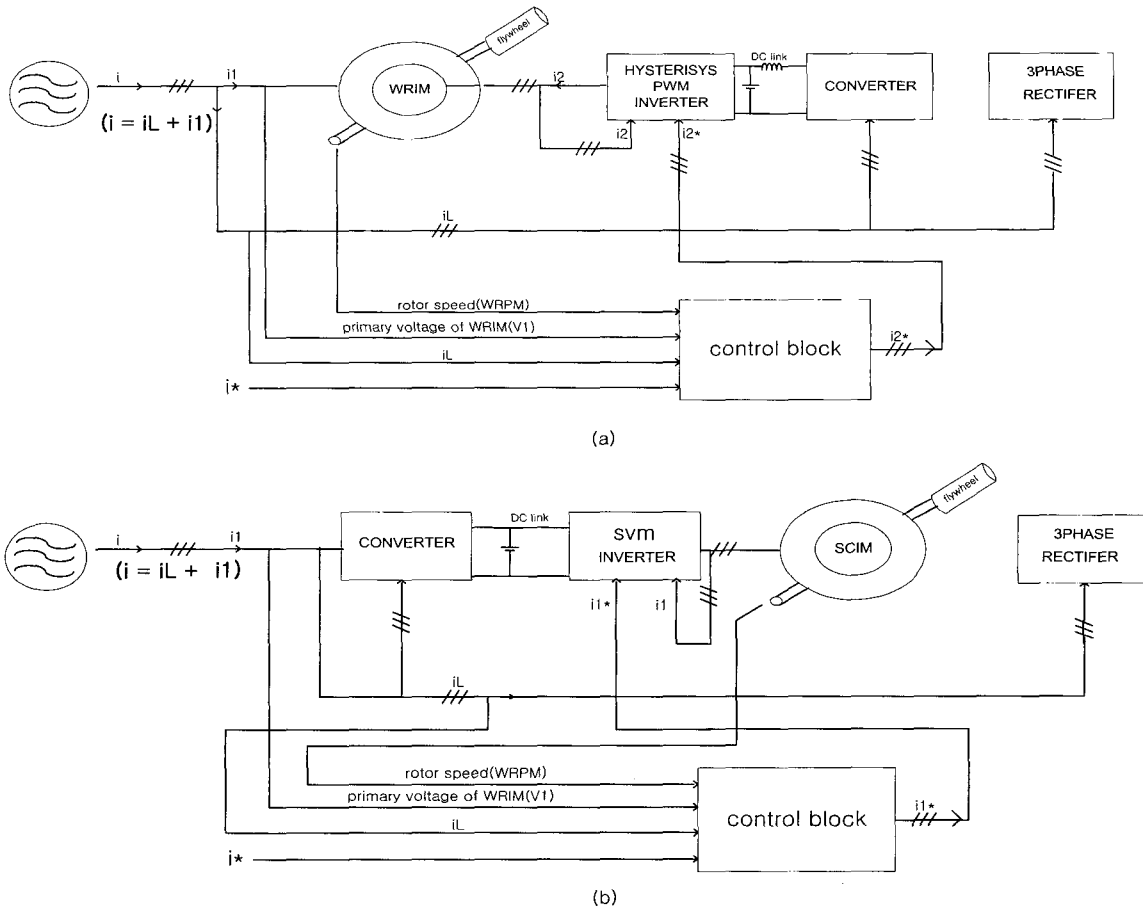 i
i1
(i = iL + i1)
WRIM
flywheel
i2
i2
i2*
HYSTERISYS
PWM
INVERTER
DC link
CONVERTER
3PHASE
RECTIFER
iL
rotor speed(WRPM)
primary voltage of WRIM(V1)
iL
i*
control block
i2*
(a)
i
i1
(i = iL + i1)
CONVERTER
DC link
svm
INVERTER
i1*
i1
SCIM
flywheel
3PHASE
RECTIFER
iL
rotor speed(WRPM)
primary voltage of WRIM(V1)
iL
i*
control block
i1*
(b)